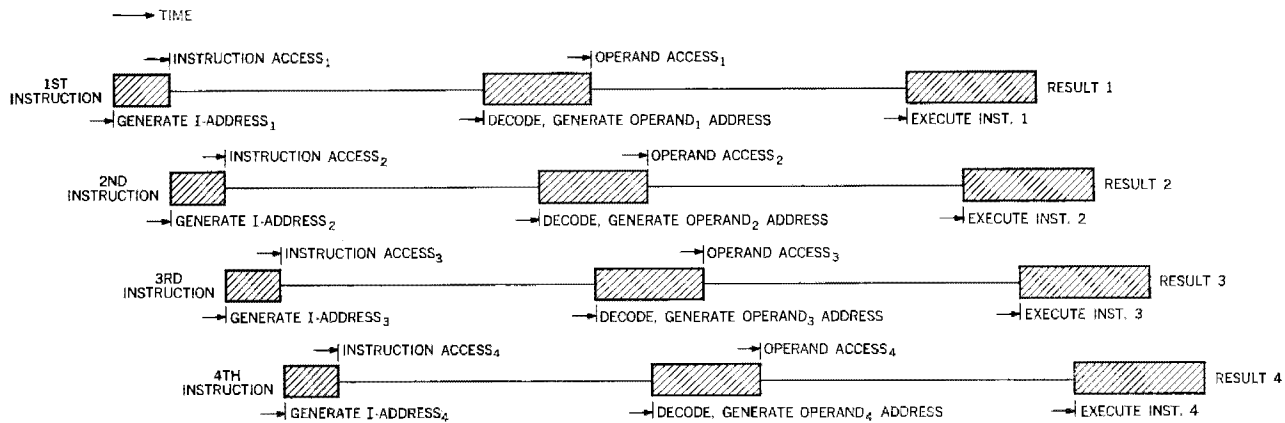 TIME
INSTRUCTION ACCESS₁
OPERAND ACCESS₁
1ST
INSTRUCTION
RESULT 1
GENERATE I-ADDRESS₁
DECODE, GENERATE OPERAND₁ ADDRESS
EXECUTE INST. 1
INSTRUCTION ACCESS₂
OPERAND ACCESS₂
2ND
INSTRUCTION
RESULT 2
GENERATE I-ADDRESS₂
DECODE, GENERATE OPERAND₂ ADDRESS
EXECUTE INST. 2
INSTRUCTION ACCESS₃
OPERAND ACCESS₃
3RD
INSTRUCTION
RESULT 3
GENERATE I-ADDRESS₃
DECODE, GENERATE OPERAND₃ ADDRESS
EXECUTE INST. 3
INSTRUCTION ACCESS₄
OPERAND ACCESS₄
4TH
INSTRUCTION
RESULT 4
GENERATE I-ADDRESS₄
DECODE, GENERATE OPERAND₄ ADDRESS
EXECUTE INST. 4